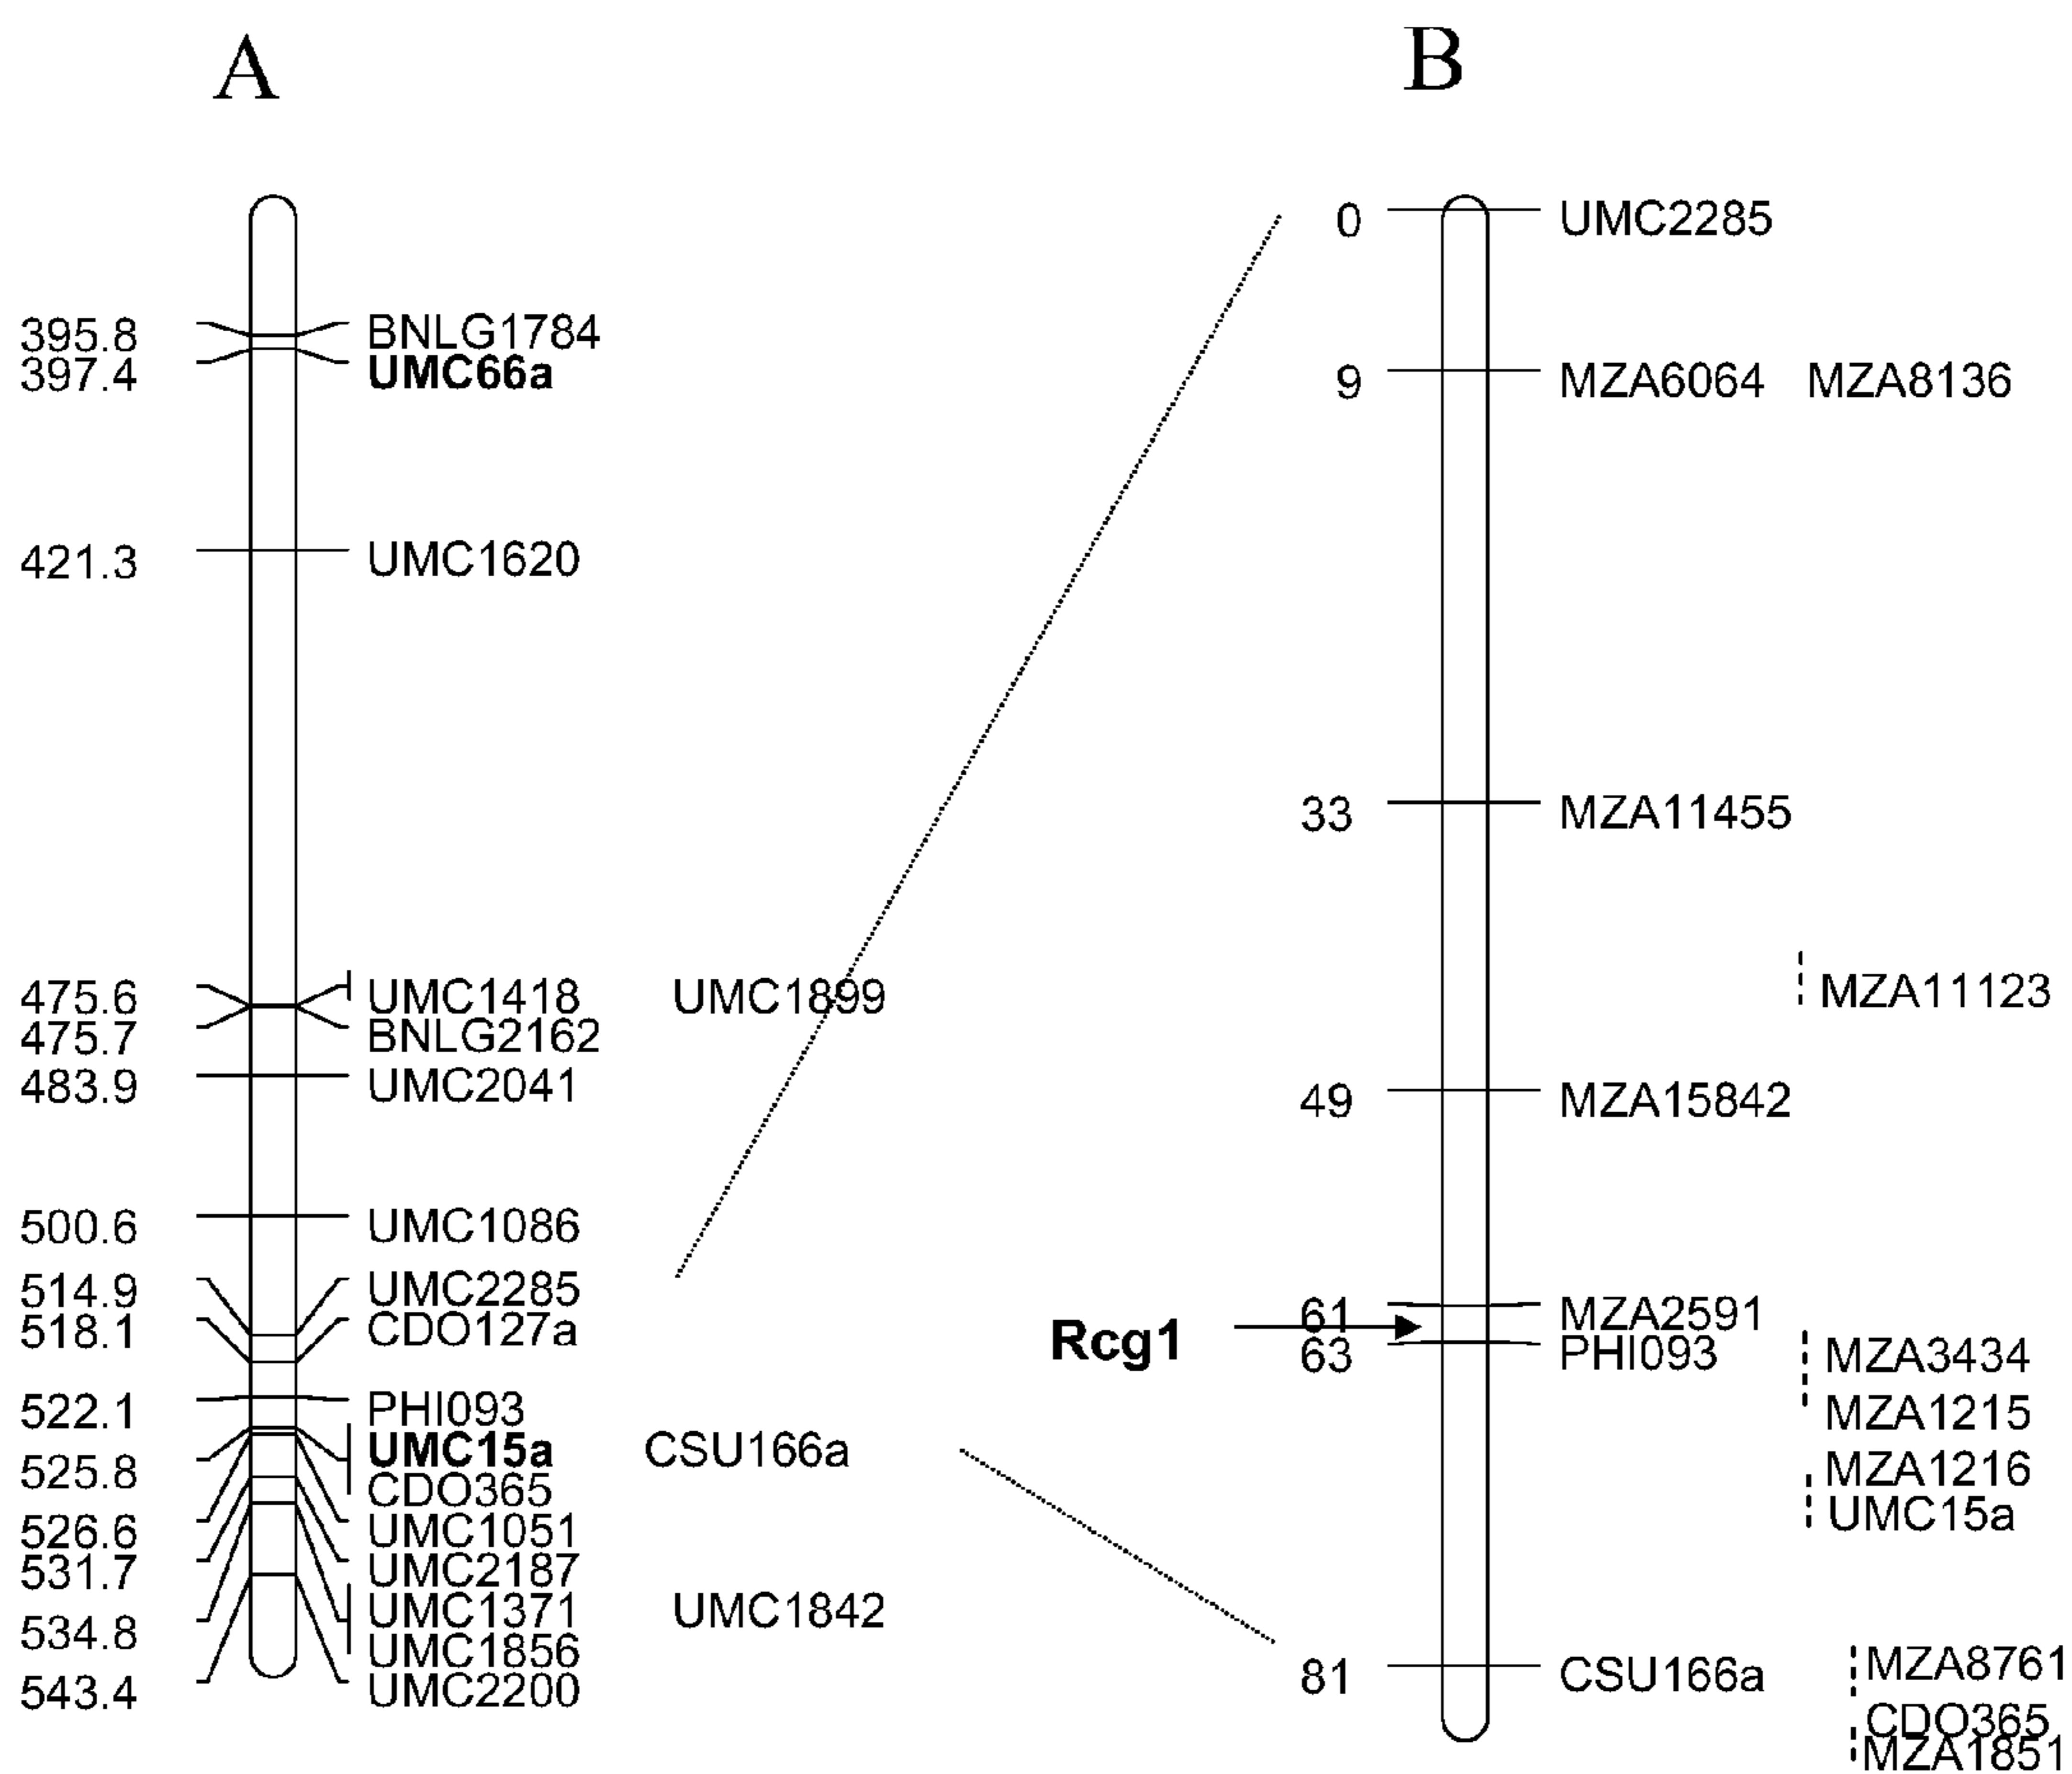 A
B
395.8 BNLG1784
397.4 UMC66a
421.3 UMC1620
475.6 UMC1418 UMC1899
475.7 BNLG2162
483.9 UMC2041
500.6 UMC1086
514.9 UMC2285
518.1 CDO127a
522.1 PHI093
UMC15a CSU166a
525.8 CDO365
526.6 UMC1051
531.7 UMC2187
UMC1371 UMC1842
534.8 UMC1856
543.4 UMC2200
0 UMC2285
9 MZA6064 MZA8136
33 MZA11455
MZA11123
49 MZA15842
61 MZA2591
Rcg1
63 PHI093 MZA3434
MZA1215
MZA1216
UMC15a
81 CSU166a MZA8761
CDO365
MZA1851